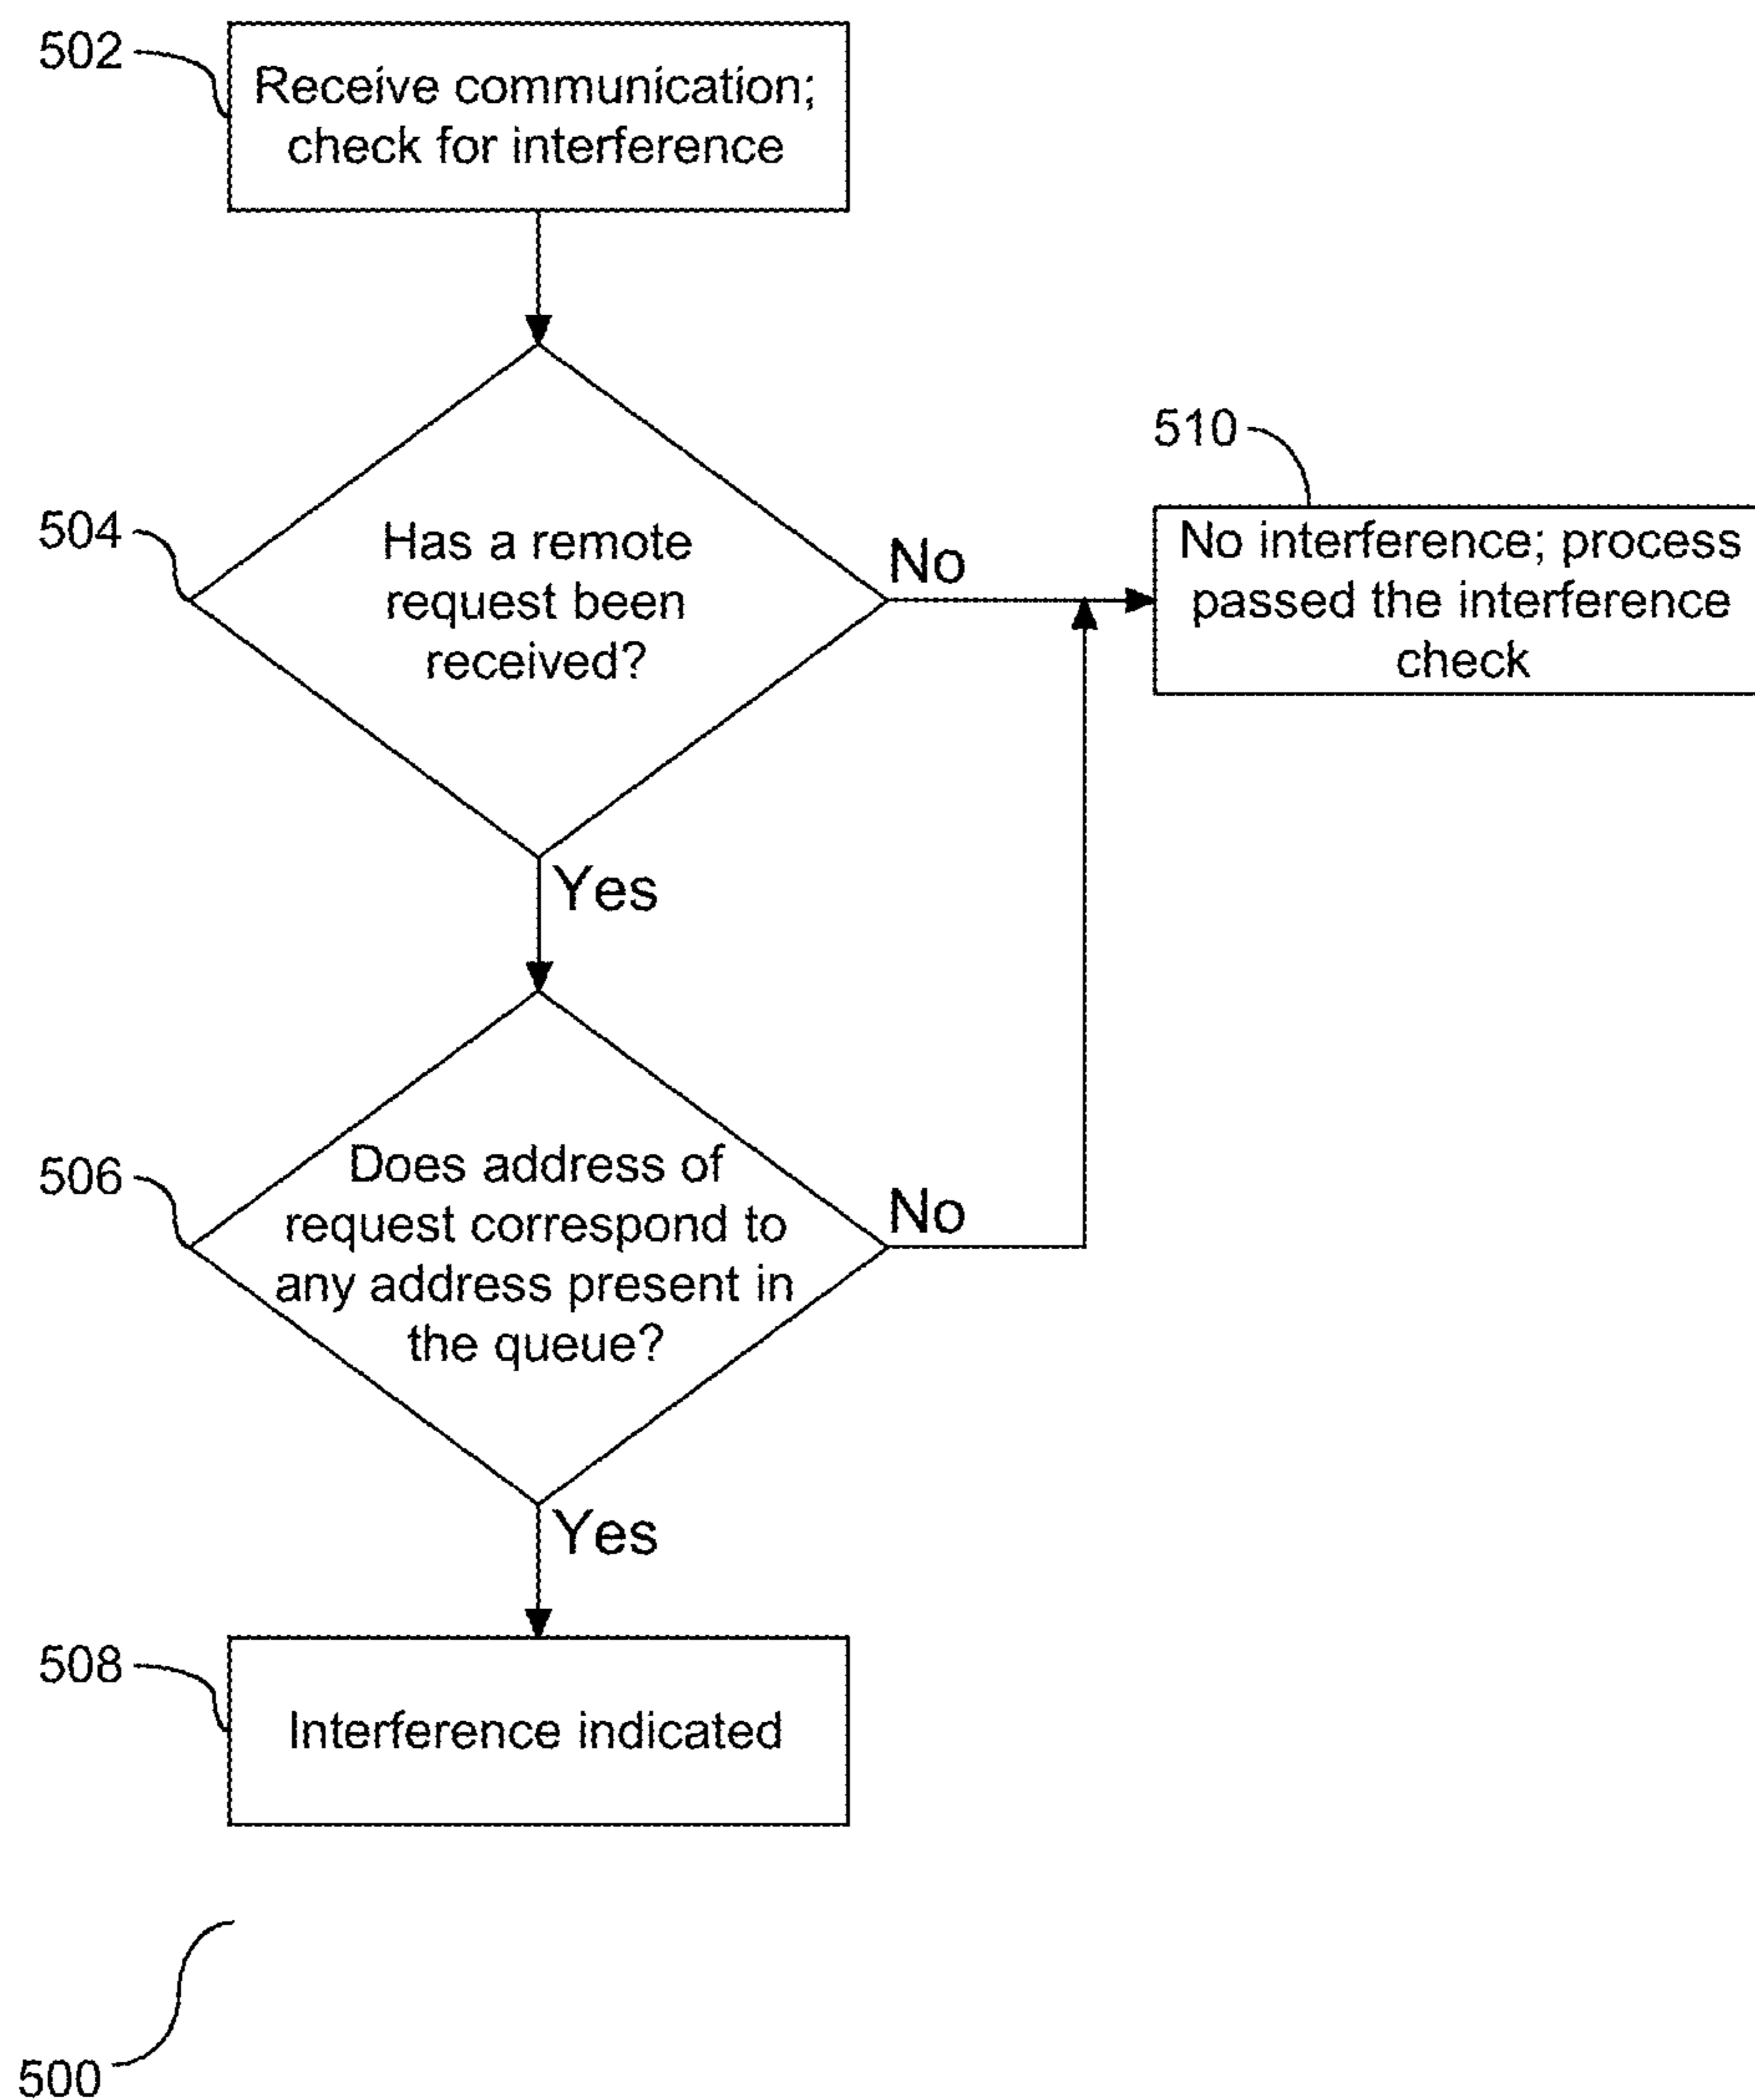 502
Receive communication;
check for interference
504
Has a remote
request been
received?
No
510
No interference; process
passed the interference
check
Yes
506
Does address of
request correspond to
any address present in
the queue?
No
Yes
508
Interference indicated
500